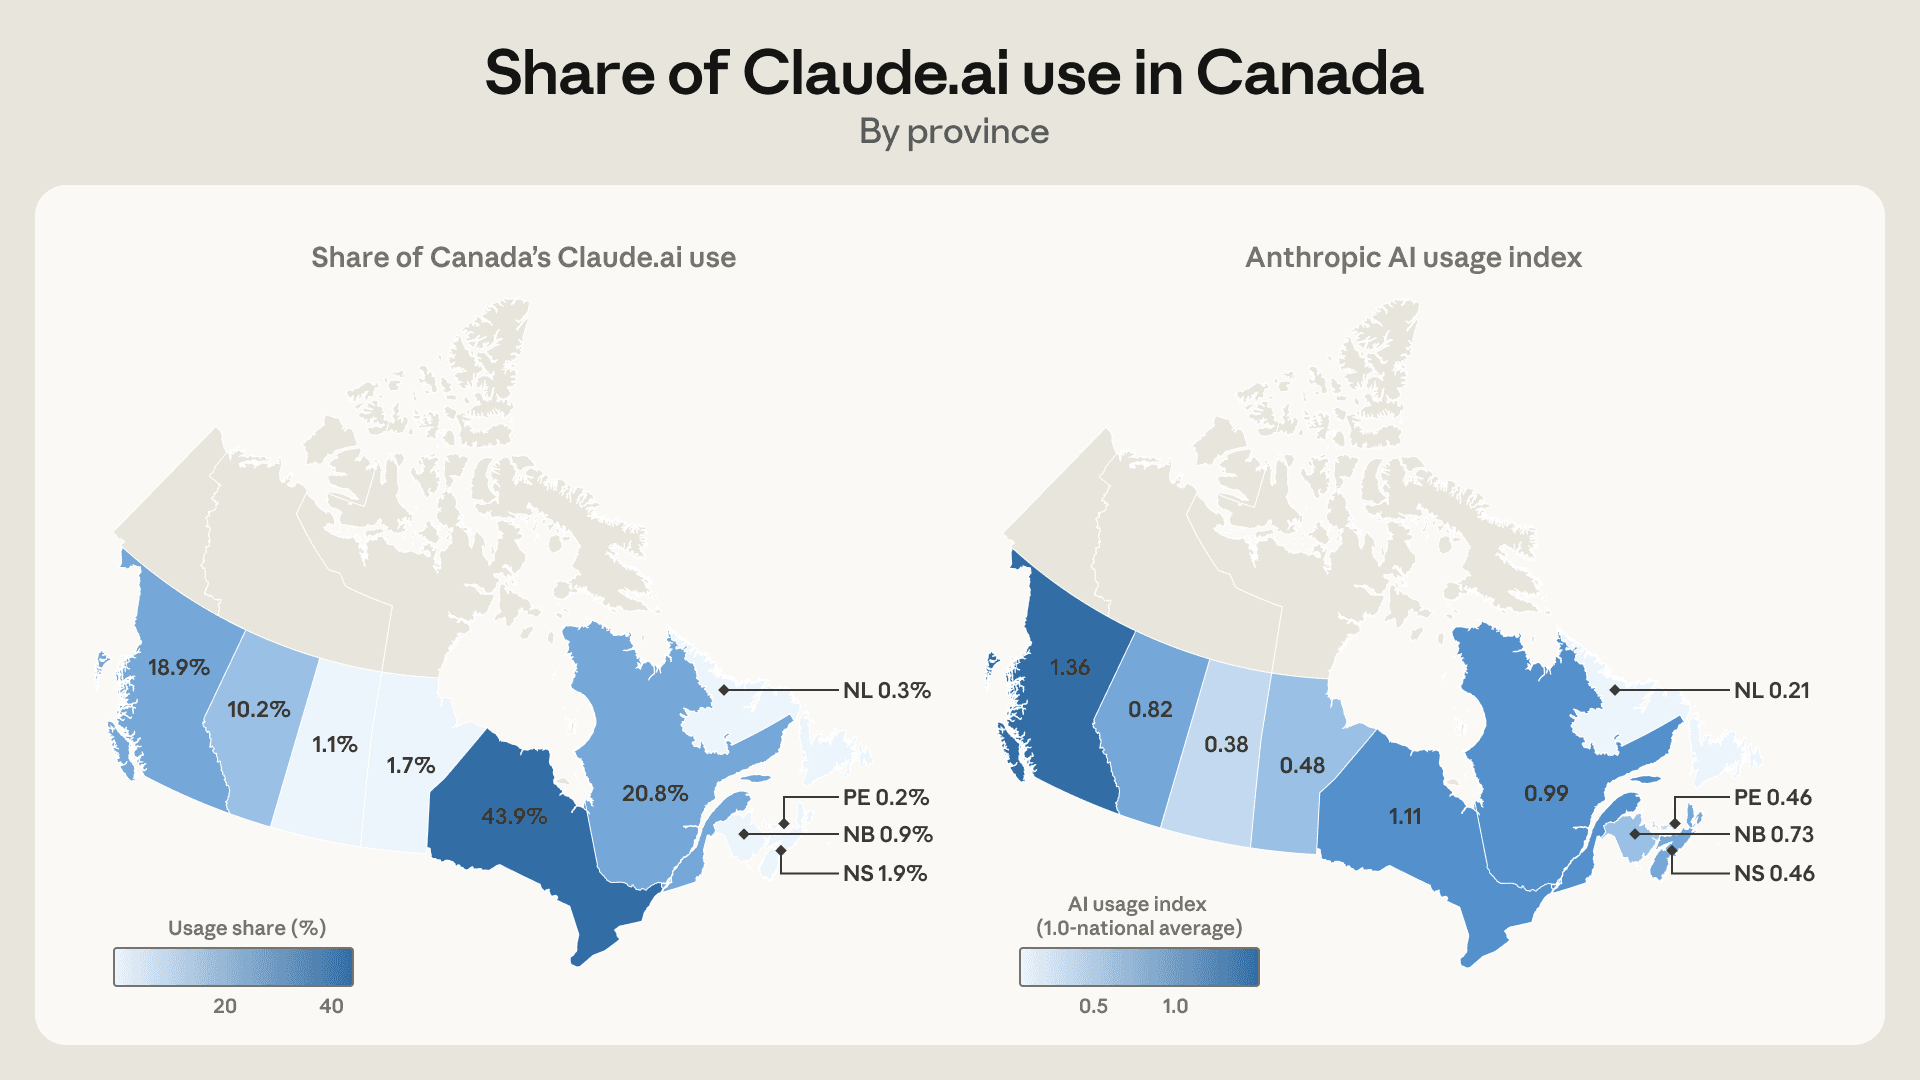 Share of Claude.ai use in Canada
By province
Share of Canada’s Claude.ai use
18.9%
10.2%
1.1%
1.7%
43.9%
20.8%
NL 0.3%
PE 0.2%
NB 0.9%
NS 1.9%
Usage share (%)
20 40
Anthropic AI usage index
1.36
0.82
0.38
0.48
1.11
0.99
NL 0.21
PE 0.46
NB 0.73
NS 0.46
AI usage index
(1.0-national average)
0.5 1.0